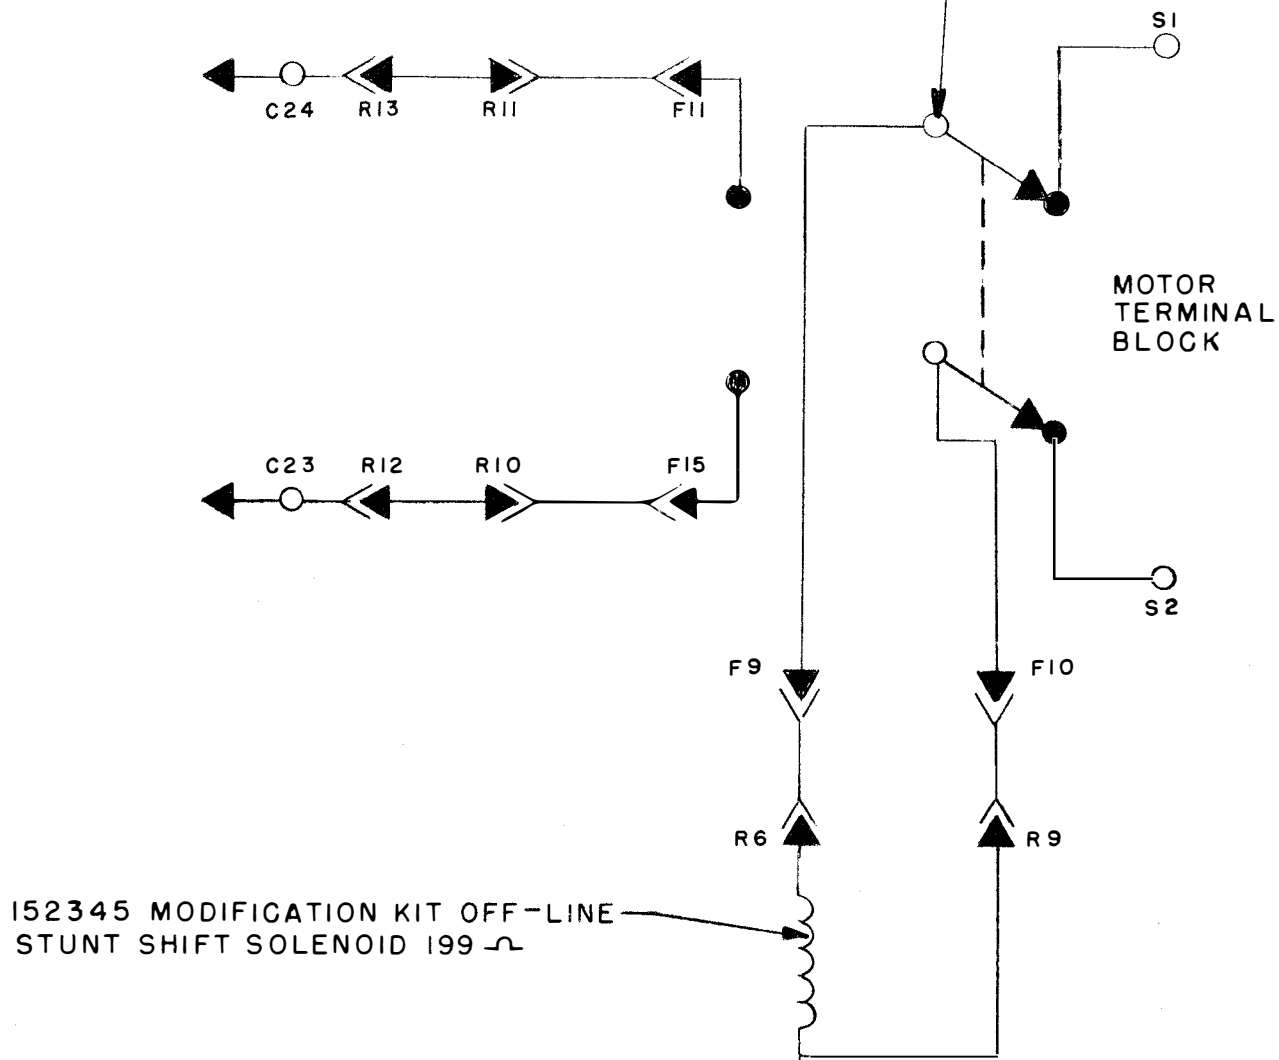 S1
C24 R13 R11 F11
MOTOR
TERMINAL
BLOCK
C23 R12 R10 F15
S2
F9 F10
R6 R9
152345 MODIFICATION KIT OFF-LINE
STUNT SHIFT SOLENOID 199 Ω